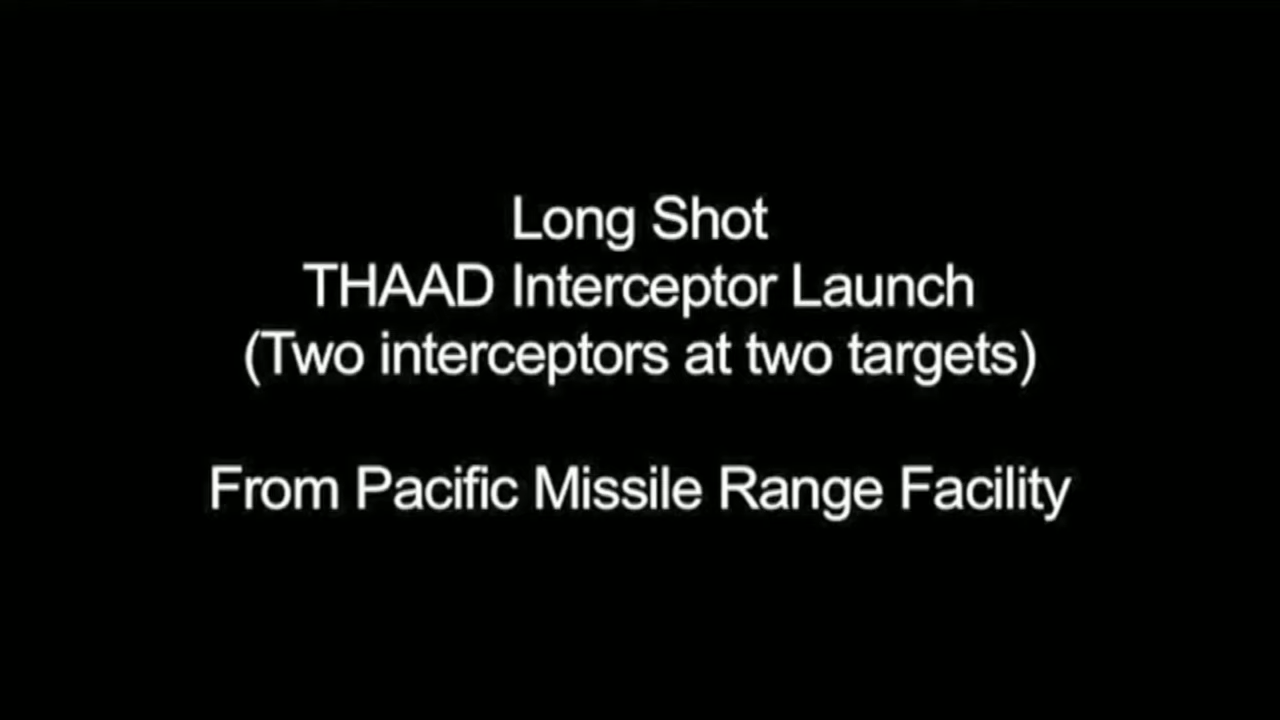 Long Shot
THAAD Interceptor Launch
(Two interceptors at two targets)
From Pacific Missile Range Facility